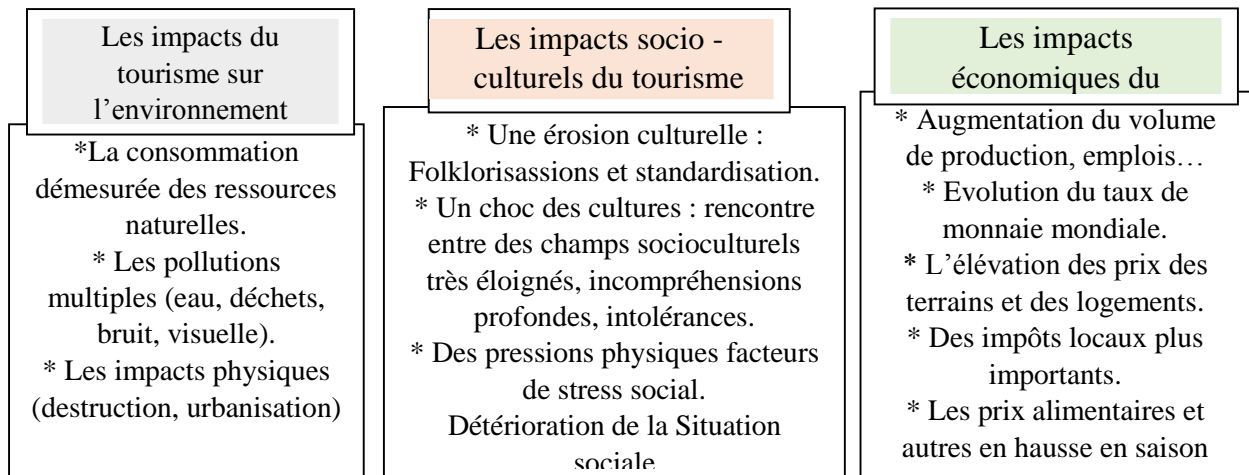 Les impacts du
tourisme sur
l’environnement
*La consommation
démesurée des ressources
naturelles.
* Les pollutions
multiples (eau, déchets,
bruit, visuelle).
* Les impacts physiques
(destruction, urbanisation)
Les impacts socio -
culturels du tourisme
* Une érosion culturelle :
Folklorisassions et standardisation.
* Un choc des cultures : rencontre
entre des champs socioculturels
très éloignés, incompréhensions
profondes, intolérances.
* Des pressions physiques facteurs
de stress social.
Détérioration de la Situation
sociale
Les impacts
économiques du
* Augmentation du volume
de production, emplois…
* Evolution du taux de
monnaie mondiale.
* L’élévation des prix des
terrains et des logements.
* Des impôts locaux plus
importants.
* Les prix alimentaires et
autres en hausse en saison